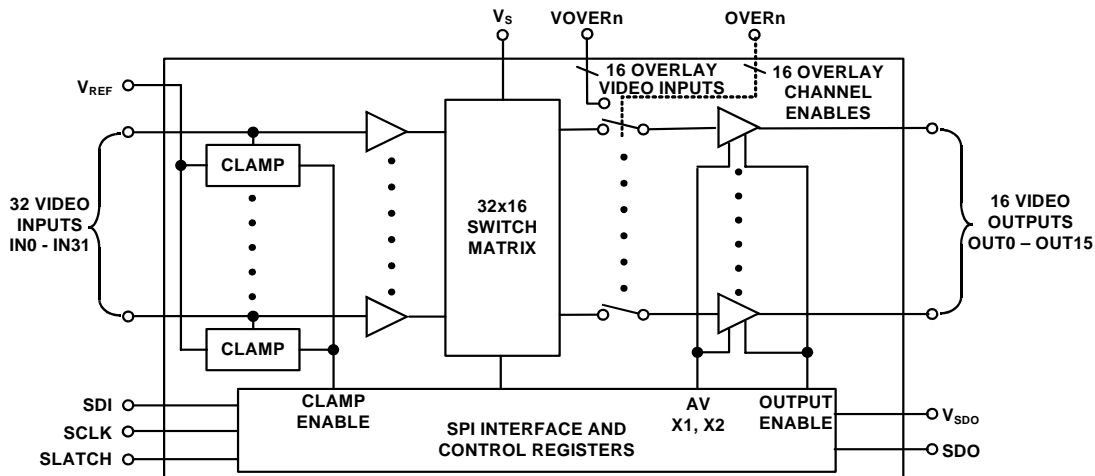 VS
VOVERn
OVERn
16 OVERLAY
VIDEO INPUTS
16 OVERLAY
CHANNEL
ENABLES
VREF
CLAMP
32 VIDEO
INPUTS
IN0 - IN31
32x16
SWITCH
MATRIX
16 VIDEO
OUTPUTS
OUT0 – OUT15
CLAMP
SDI
SCLK
SLATCH
CLAMP
ENABLE
SPI INTERFACE AND
CONTROL REGISTERS
AV
X1, X2
OUTPUT
ENABLE
VSDO
SDO